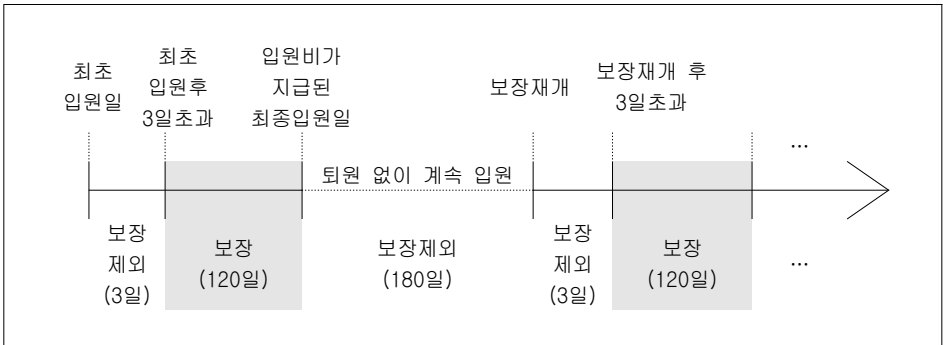 최초
입원일
최초
입원후
3일초과
입원비가
지급된
최종입원일
보장재개
보장재개 후
3일초과
...
퇴원 없이 계속 입원
보장
제외
(3일)
보장
(120일)
보장제외
(180일)
보장
제외
(3일)
보장
(120일)
...